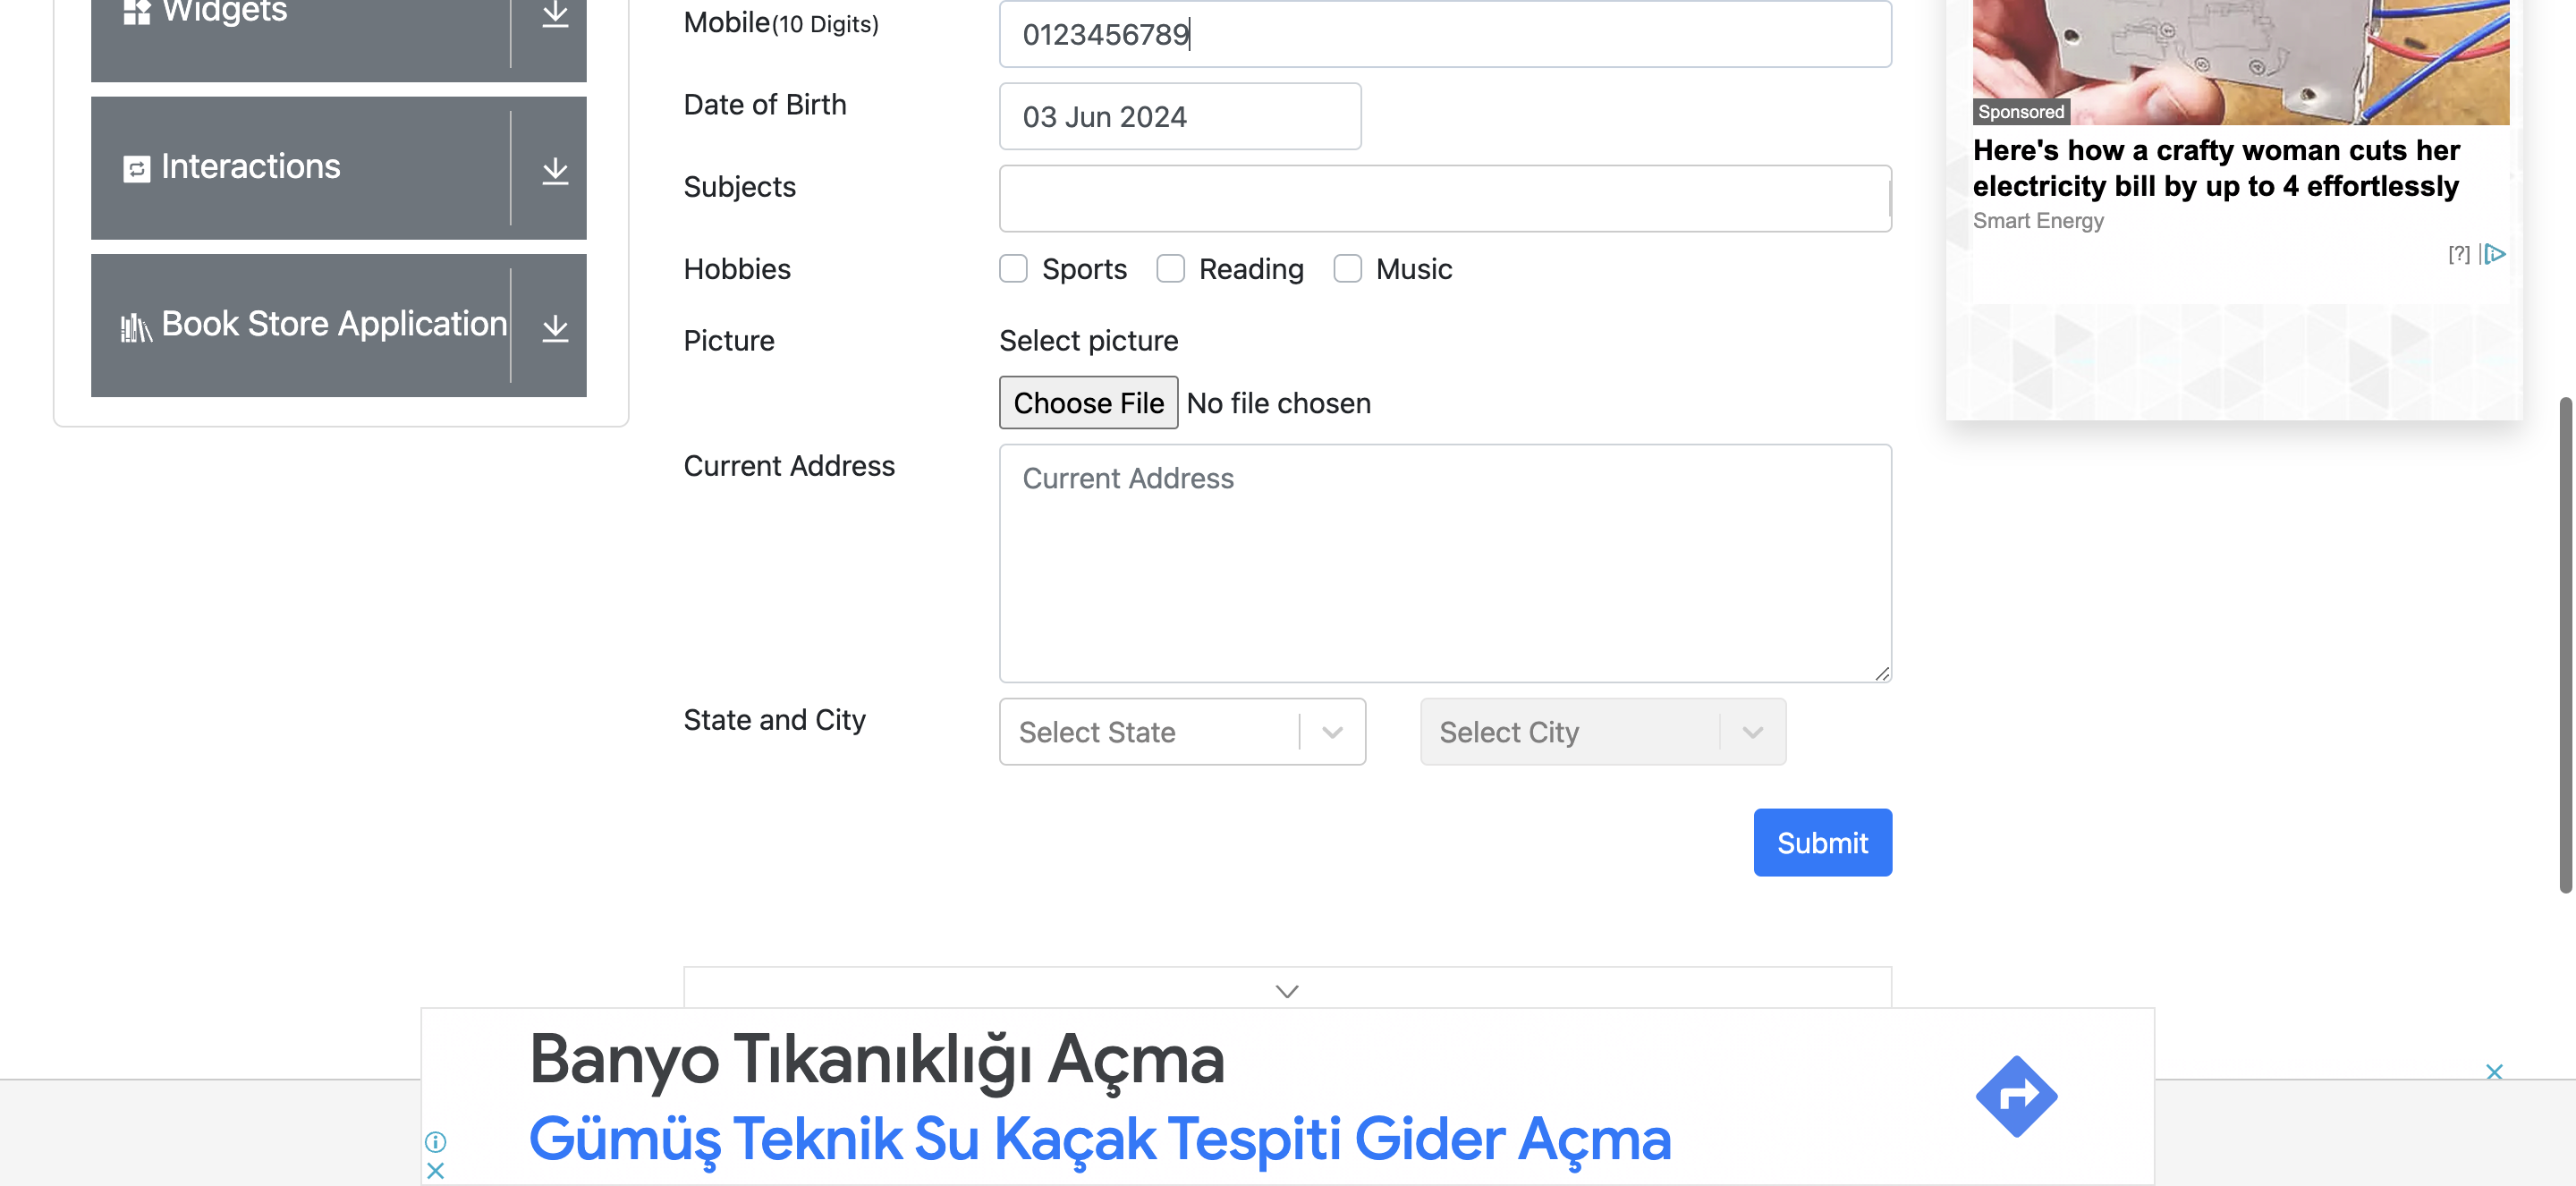 Widgets
Interactions
Book Store Application
Mobile(10 Digits)
0123456789
Date of Birth
03 Jun 2024
Subjects
Hobbies
Sports
Reading
Music
Picture
Select picture
Choose File No file chosen
Current Address
Current Address
State and City
Select State
Select City
Submit
Sponsored
Here's how a crafty woman cuts her
electricity bill by up to 4 effortlessly
Smart Energy
[?]
Banyo Tıkanıklığı Açma
Gümüş Teknik Su Kaçak Tespiti Gider Açma